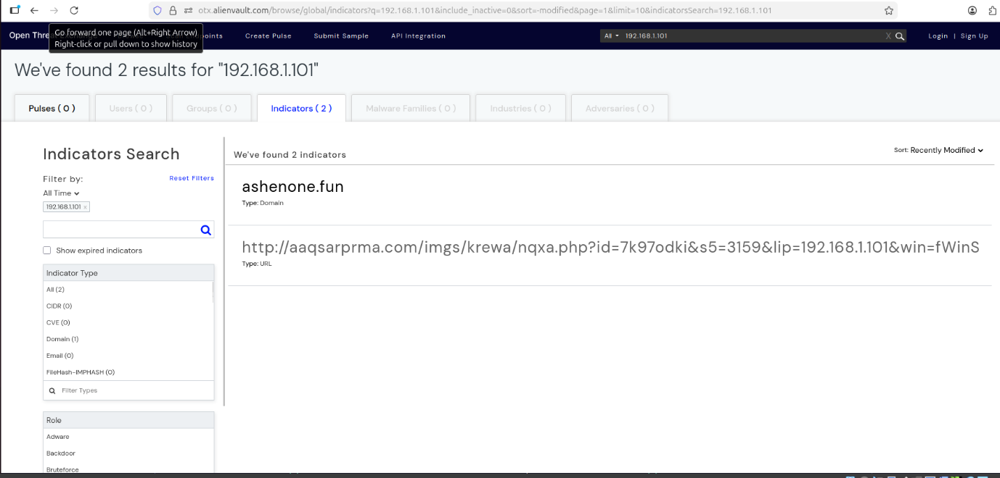 otx.alienvault.com/browse/global/indicators?q=192.168.1.101&include_inactive=0&sort=-modified&page=1&limit=10&indicatorsSearch=192.168.1.101
Open Thre
points
Create Pulse
Submit Sample
API Integration
All
192.168.1.101
X
Login | Sign Up
Go forward one page (Alt+Right Arrow)
Right-click or pull down to show history
We've found 2 results for "192.168.1.101"
Pulses ( 0 )
Users ( 0 )
Groups ( 0 )
Indicators ( 2 )
Malware Families ( 0 )
Industries ( 0 )
Adversaries ( 0 )
Indicators Search
Filter by:
Reset Filters
All Time
192.168.1.101 x
Show expired indicators
Indicator Type
All (2)
CIDR (0)
CVE (0)
Domain (1)
Email (0)
FileHash-IMPHASH (0)
Filter Types
Role
Adware
Backdoor
Bruteforce
We've found 2 indicators
Sort: Recently Modified
ashenone.fun
Type: Domain
http://aaqsarprma.com/imgs/krewa/nqxa.php?id=7k97odki&s5=3159&lip=192.168.1.101&win=fWinS
Type: URL